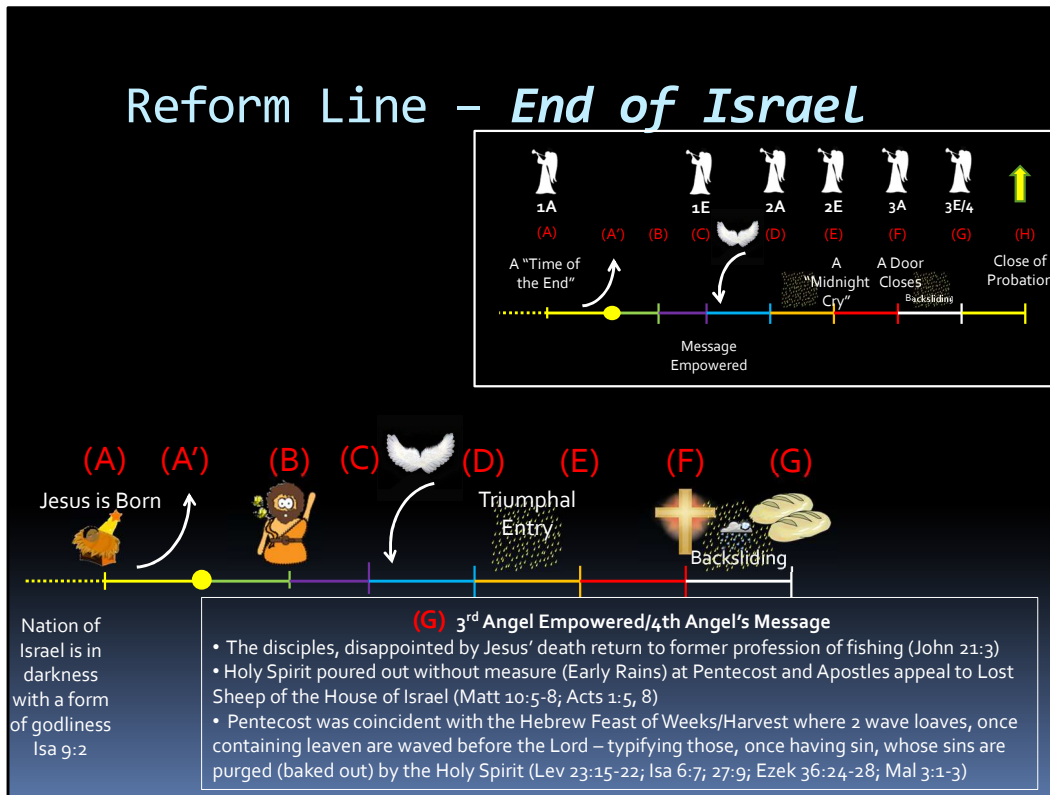 Reform Line – End of Israel
1A 1E 2A 2E 3A 3E/4
(A) (A’) (B) (C) (D) (E) (F) (G) (H)
A “Time of
the End”
A
“Midnight
Cry”
A Door
Closes
Backsliding
Close of
Probation
Message
Empowered
(A) (A’) (B) (C) (D) (E) (F) (G)
Jesus is Born
Triumphal
Entry
Backsliding
Nation of
Israel is in
darkness
with a form
of godliness
Isa 9:2
(G) 3rd Angel Empowered/4th Angel’s Message
• The disciples, disappointed by Jesus’ death return to former profession of fishing (John 21:3)
• Holy Spirit poured out without measure (Early Rains) at Pentecost and Apostles appeal to Lost
Sheep of the House of Israel (Matt 10:5-8; Acts 1:5, 8)
• Pentecost was coincident with the Hebrew Feast of Weeks/Harvest where 2 wave loaves, once
containing leaven are waved before the Lord – typifying those, once having sin, whose sins are
purged (baked out) by the Holy Spirit (Lev 23:15-22; Isa 6:7; 27:9; Ezek 36:24-28; Mal 3:1-3)